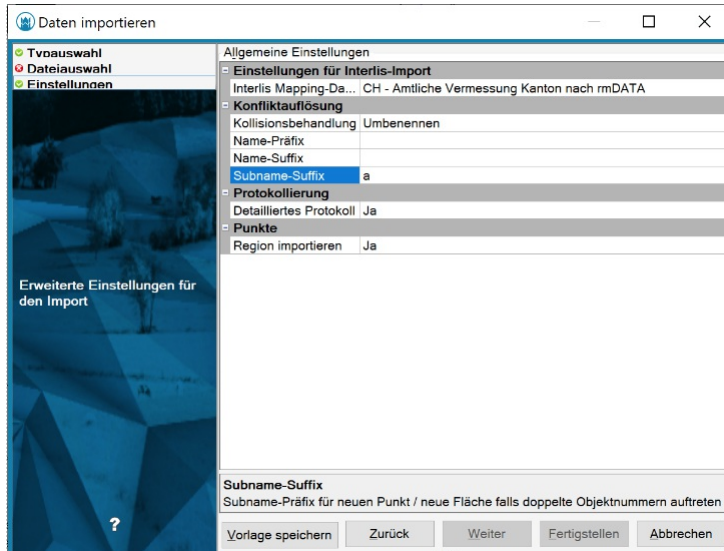 Daten importieren
Typauswahl
Dateiauswahl
Einstellungen
Erweiterte Einstellungen für
den Import
?
Allgemeine Einstellungen
Einstellungen für Interlis-Import
Interlis Mapping-Da... CH - Amtliche Vermessung Kanton nach rmDATA
Konfliktauflösung
Kollisionsbehandlung Umbenennen
Name-Präfix
Name-Suffix
Subname-Suffix a
Protokollierung
Detailliertes Protokoll Ja
Punkte
Region importieren Ja
Subname-Suffix
Subname-Präfix für neuen Punkt / neue Fläche falls doppelte Objektnummern auftreten
Vorlage speichern Zurück Weiter Fertigstellen Abbrechen